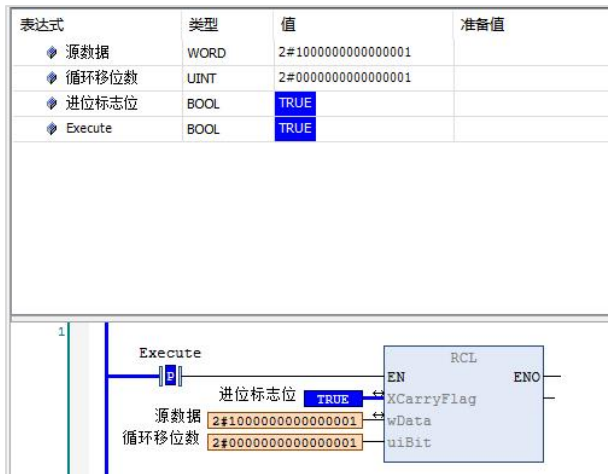 表达式 类型 值 准备值
源数据 WORD 2#1000000000000001
循环移位数 UINT 2#0000000000000001
进位标志位 BOOL TRUE
Execute BOOL TRUE
1
Execute
P
RCL
EN ENO
进位标志位 TRUE XCarryFlag
源数据 2#1000000000000001 wData
循环移位数 2#0000000000000001 uiBit